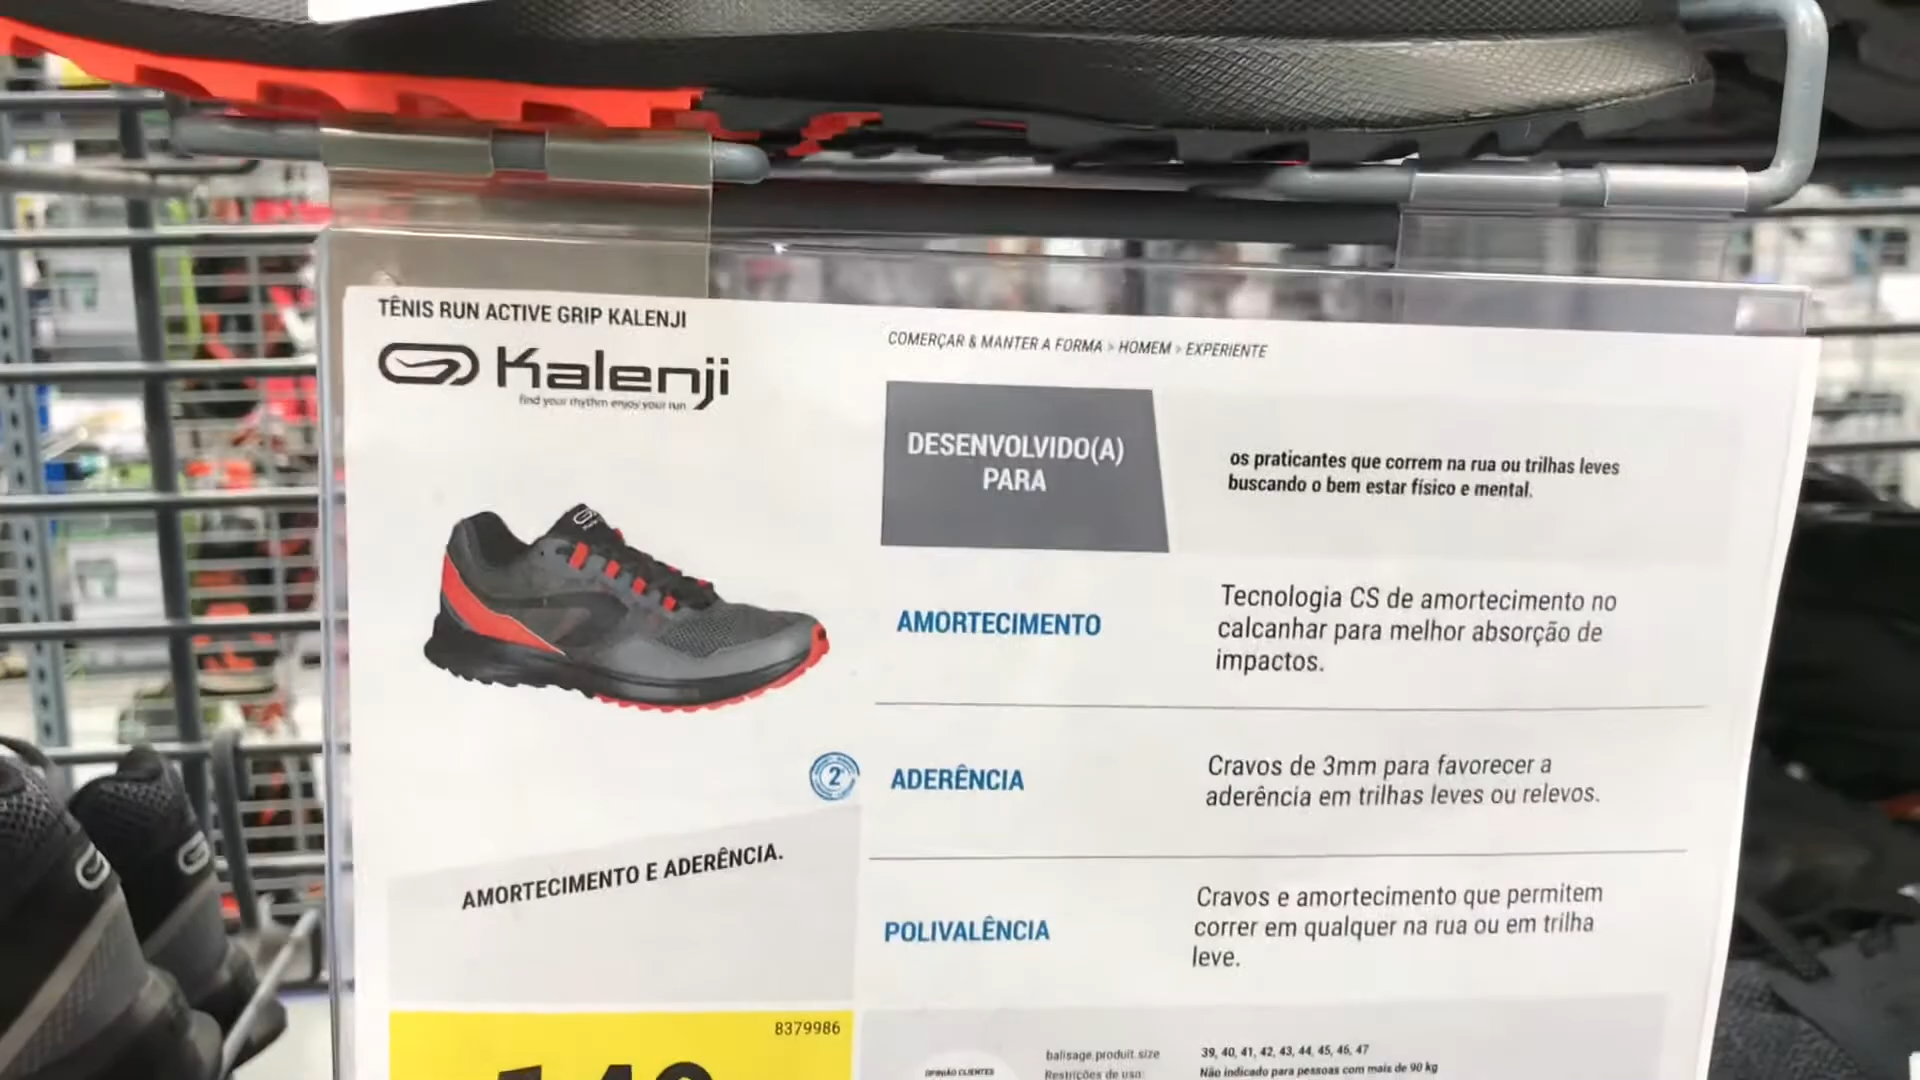 TÊNIS RUN ACTIVE GRIP KALENJI
Kalenji
find your rhythm enjoy your run
COMERÇAR & MANTER A FORMA > HOMEM > EXPERIENTE
DESENVOLVIDO(A)
PARA
os praticantes que correm na rua ou trilhas leves
buscando o bem estar físico e mental.
AMORTECIMENTO
Tecnologia CS de amortecimento no
calcanhar para melhor absorção de
impactos.
2
ADERÊNCIA
Cravos de 3mm para favorecer a
aderência em trilhas leves ou relevos.
AMORTECIMENTO E ADERÊNCIA.
POLIVALÊNCIA
Cravos e amortecimento que permitem
correr em qualquer na rua ou em trilha
leve.
8379986
OPINIÃO CLIENTES
balisage.produit.size
39, 40, 41, 42, 43, 44, 45, 46, 47
Restrições de uso:
Não indicado para pessoas com mais de 90 kg